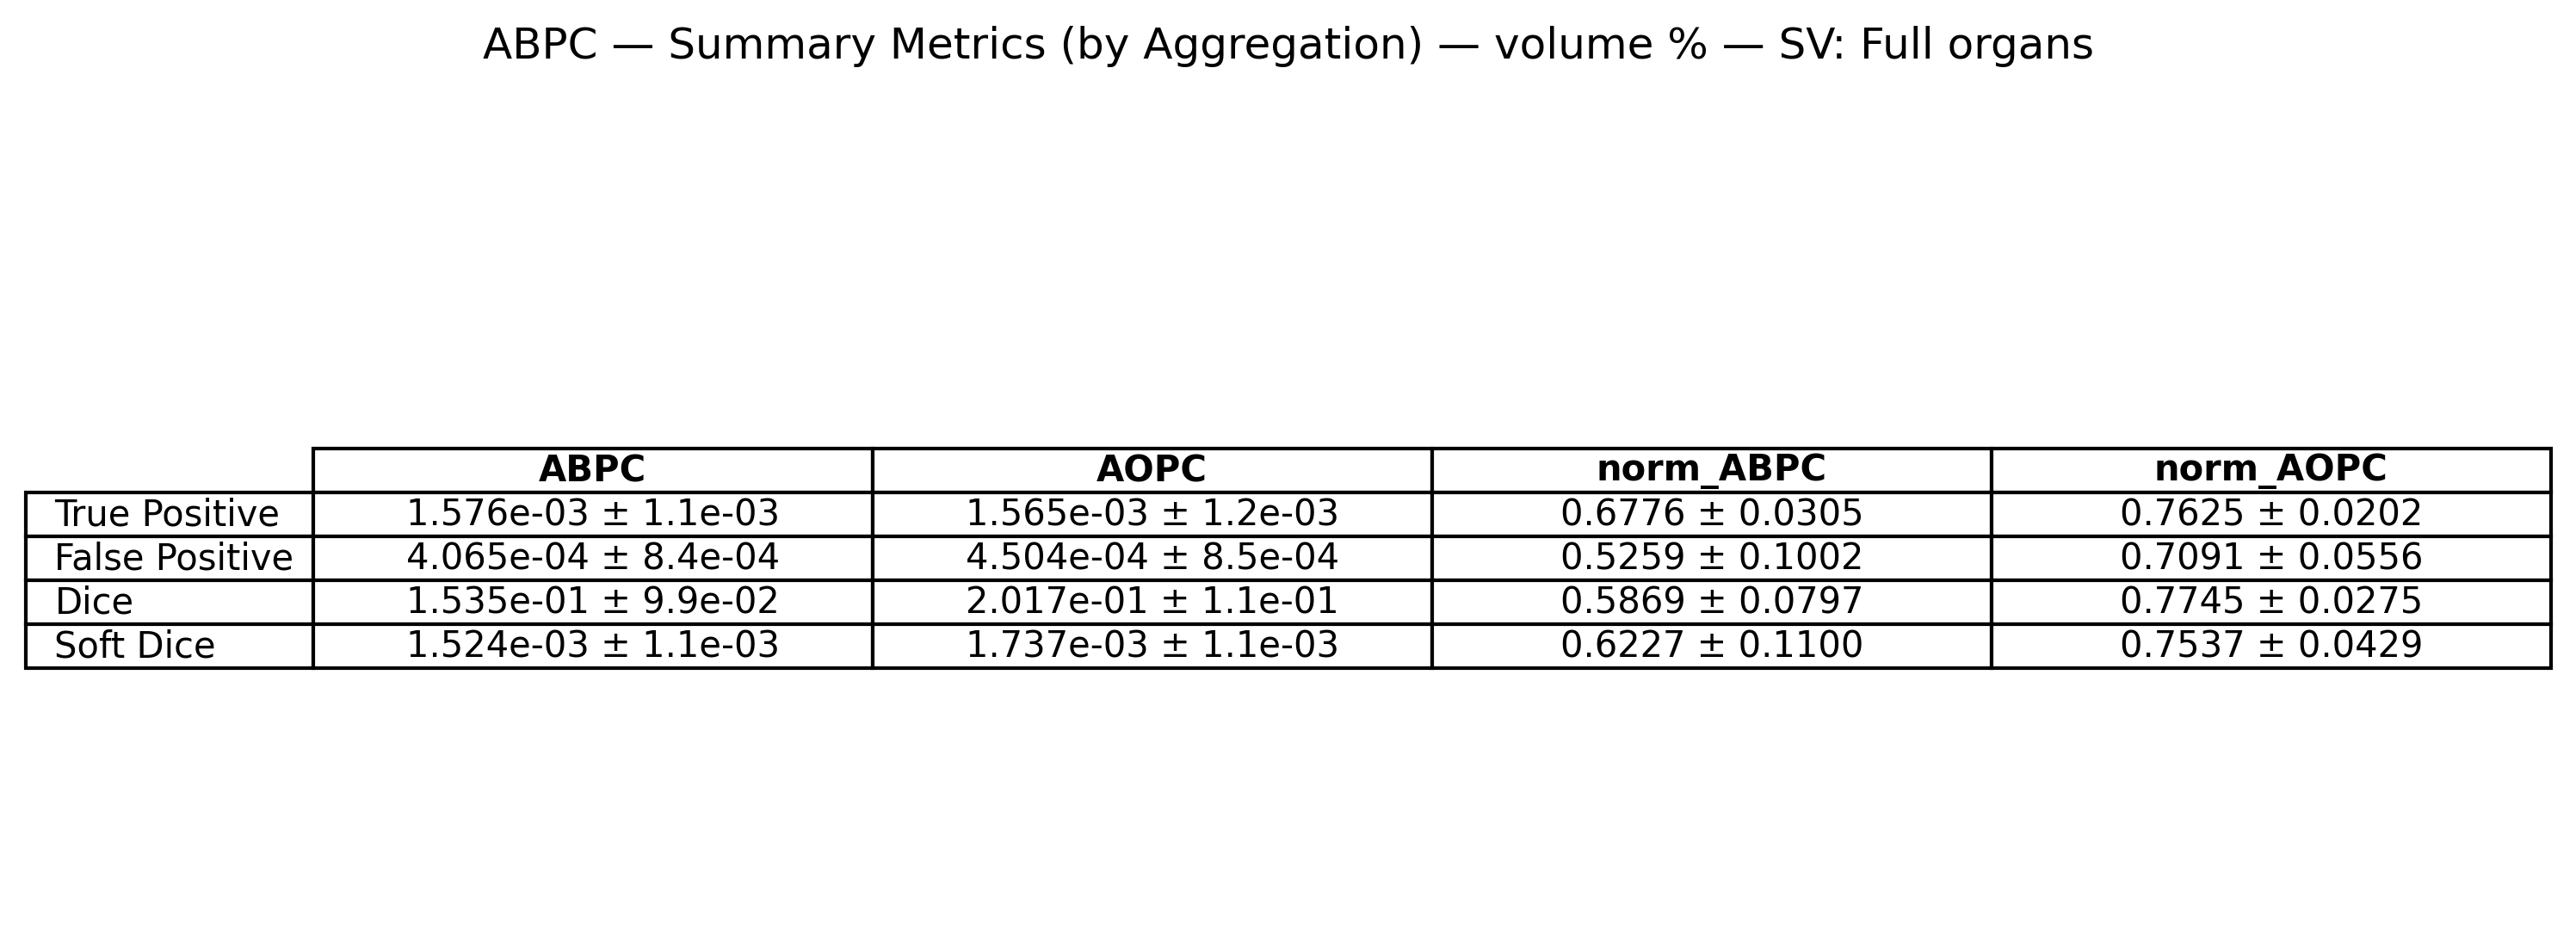 ABPC — Summary Metrics (by Aggregation) — volume % — SV: Full organs
ABPC AOPC norm_ABPC norm_AOPC
True Positive 1.576e-03 ± 1.1e-03 1.565e-03 ± 1.2e-03 0.6776 ± 0.0305 0.7625 ± 0.0202
False Positive 4.065e-04 ± 8.4e-04 4.504e-04 ± 8.5e-04 0.5259 ± 0.1002 0.7091 ± 0.0556
Dice 1.535e-01 ± 9.9e-02 2.017e-01 ± 1.1e-01 0.5869 ± 0.0797 0.7745 ± 0.0275
Soft Dice 1.524e-03 ± 1.1e-03 1.737e-03 ± 1.1e-03 0.6227 ± 0.1100 0.7537 ± 0.0429